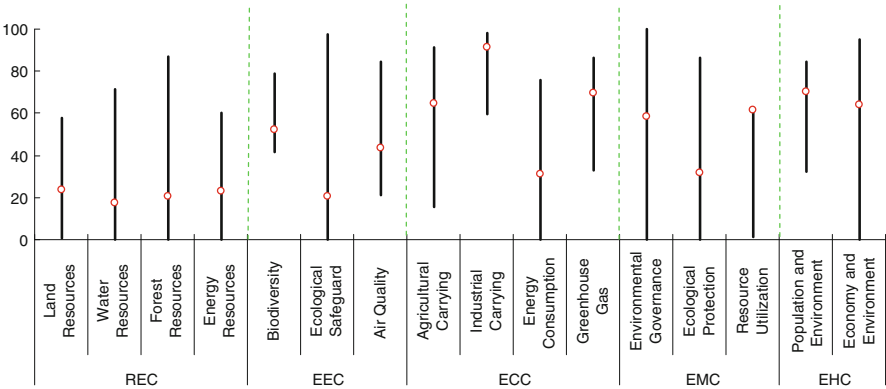 100
80
60
40
20
0
Land
Resources
Water
Resources
Forest
Resources
Energy
Resources
Biodiversity
Ecological
Safeguard
Air Quality
Agricultural
Carrying
Industrial
Carrying
Energy
Consumption
Greenhouse
Gas
Environmental
Governance
Ecological
Protection
Resource
Utilization
Population and
Environment
Economy and
Environment
REC
EEC
ECC
EMC
EHC